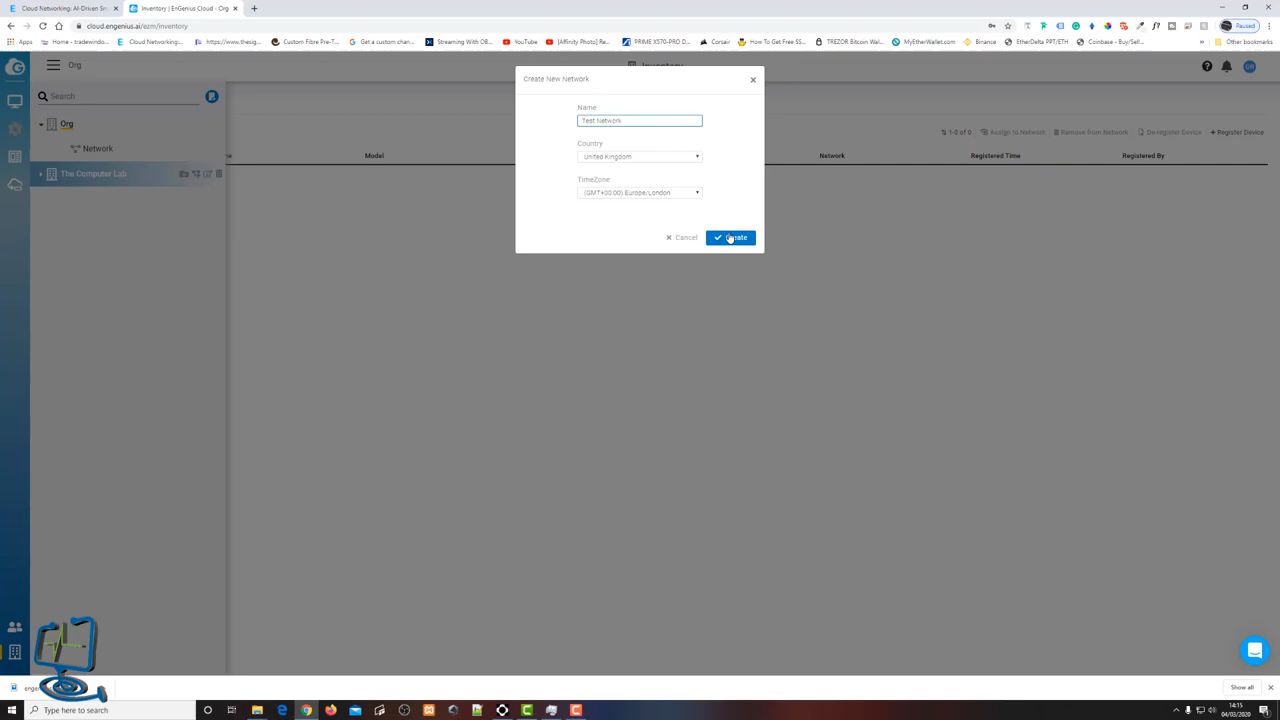 Cloud Networking: AI-Driven Sm
Inventory | EnGenius Cloud - Org
cloud.engenius.ai/ezm/inventory
Paused
Apps
Home - tradewindo...
Cloud Networking:...
https://www.thesig...
Custom Fibre Pre-T...
Get a custom chan...
Streaming With OB...
YouTube
[Affinity Photo] Re...
PRIME X570-PRO D...
Corsair
How To Get Free SS...
TREZOR Bitcoin Wal...
MyEtherWallet.com
Binance
EtherDelta PPT/ETH
Coinbase - Buy/Sell...
Other bookmarks
Org
Inventory
GB
Search
Org
Network
The Computer Lab
1-0 of 0
Assign to Network
Remove from Network
De-register Device
Register Device
Model
Network
Registered Time
Registered By
Create New Network
Name
Test Network
Country
United Kingdom
TimeZone
(GMT+00:00) Europe/London
Cancel
Create
Show all
Type here to search
14:15
04/03/2020